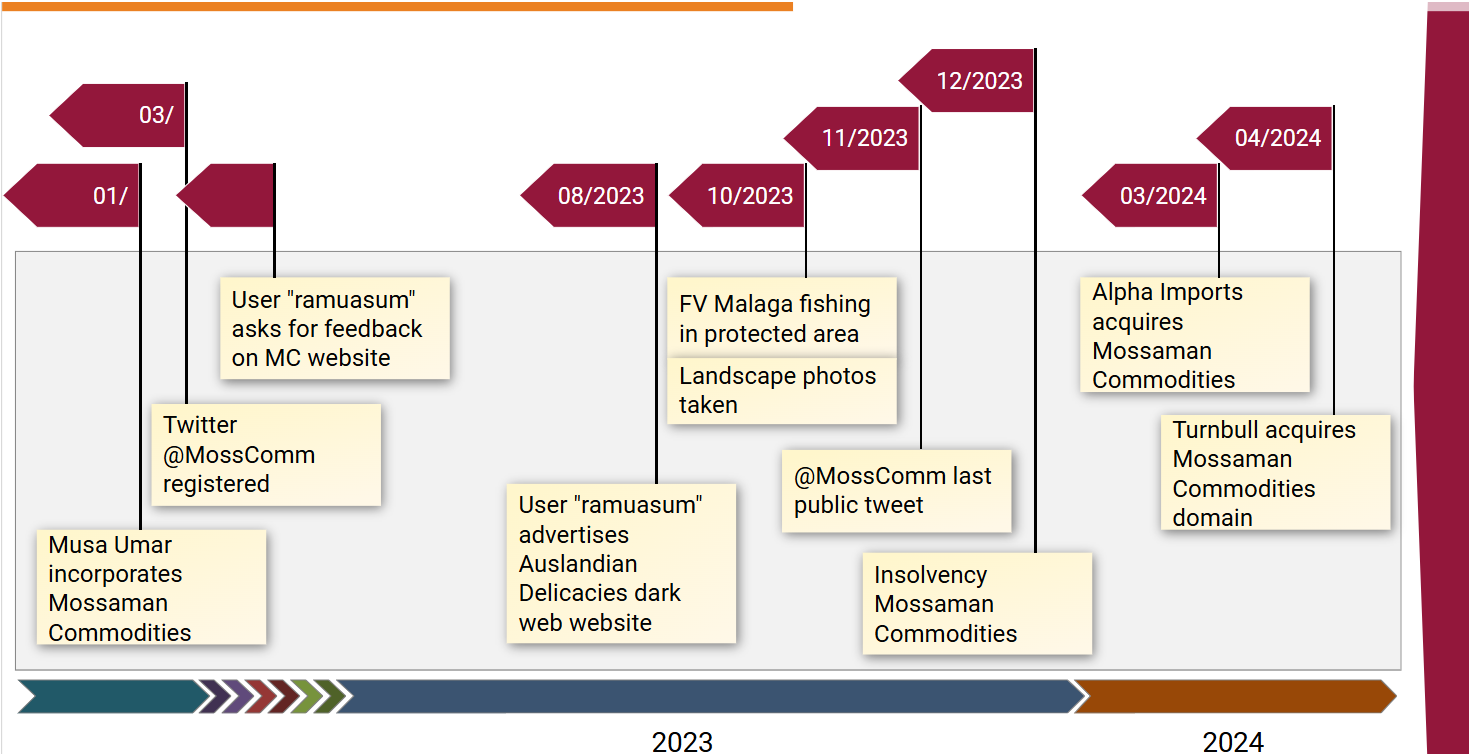 03/
01/
08/2023
10/2023
11/2023
12/2023
03/2024
04/2024
User "ramuasum"
asks for feedback
on MC website
Twitter
@MossComm
registered
Musa Umar
incorporates
Mossaman
Commodities
User "ramuasum"
advertises
Auslandian
Delicacies dark
web website
FV Malaga fishing
in protected area
Landscape photos
taken
@MossComm last
public tweet
Insolvency
Mossaman
Commodities
Alpha Imports
acquires
Mossaman
Commodities
Turnbull acquires
Mossaman
Commodities
domain
2023
2024